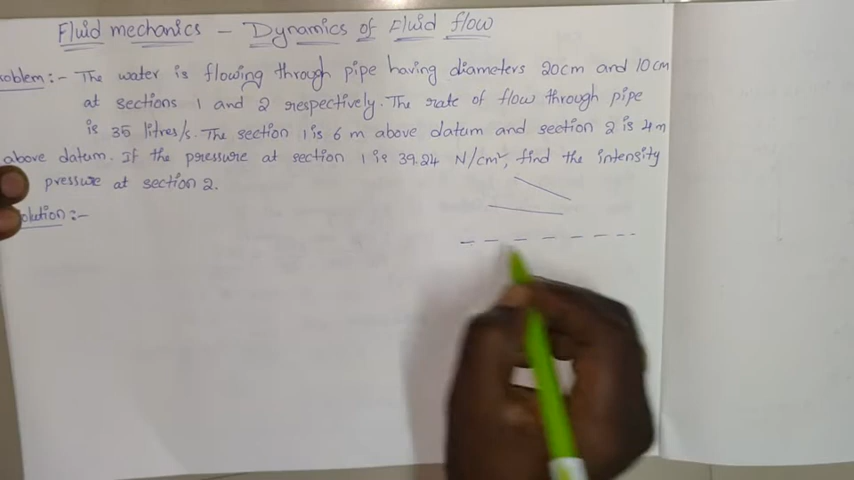 Fluid mechanics - Dynamics of Fluid flow
oblem:- The water is flowing through pipe having diameters 20cm and 10cm
at sections 1 and 2 respectively. The rate of flow through pipe
is 35 litres/s. The section 1 is 6 m above datum and section 2 is 4m
above datum. If the pressure at section 1 is 39.24 N/cm², find the intensity
pressure at section 2.
olution:-